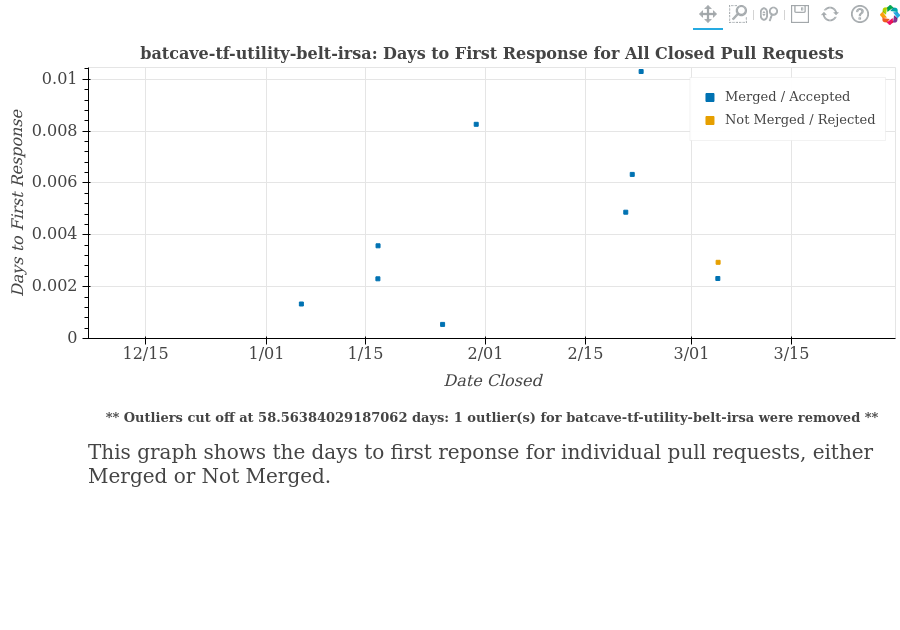 batcave-tf-utility-belt-irsa: Days to First Response for All Closed Pull Requests
0.01
0.008
0.006
0.004
0.002
0
Days to First Response
Merged / Accepted
Not Merged / Rejected
12/15
1/01
1/15
2/01
2/15
3/01
3/15
Date Closed
** Outliers cut off at 58.56384029187062 days: 1 outlier(s) for batcave-tf-utility-belt-irsa were removed **
This graph shows the days to first reponse for individual pull requests, either
Merged or Not Merged.